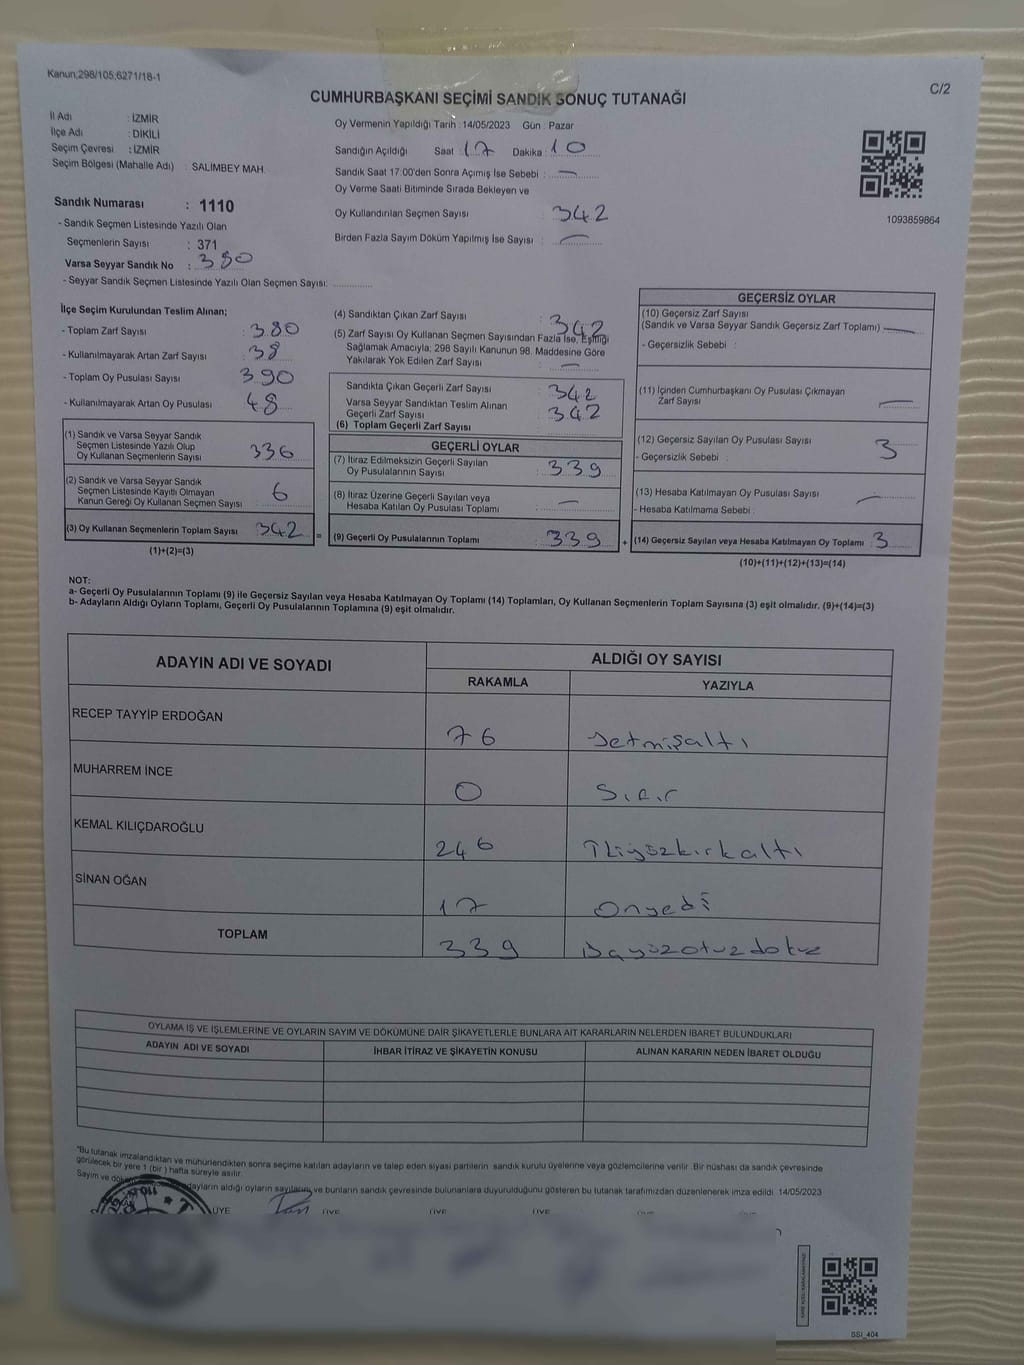 Kanun;298/105;6271/18-1
C/2
CUMHURBAŞKANI SEÇİMİ SANDIK SONUÇ TUTANAĞI
İl Adı : İZMİR
İlçe Adı : DİKİLİ
Seçim Çevresi : İZMİR
Seçim Bölgesi (Mahalle Adı) : SALİMBEY MAH.
Sandık Numarası : 1110
- Sandık Seçmen Listesinde Yazılı Olan
Seçmenlerin Sayısı : 371
Varsa Seyyar Sandık No : 380
- Seyyar Sandık Seçmen Listesinde Yazılı Olan Seçmen Sayısı: ..............
Oy Vermenin Yapıldığı Tarih : 14/05/2023 Gün : Pazar
Sandığın Açıldığı Saat : 17 Dakika : 10
Sandık Saat 17.00'den Sonra Açımış İse Sebebi : —
Oy Verme Saati Bitiminde Sırada Bekleyen ve
Oy Kullandırılan Seçmen Sayısı 342
Birden Fazla Sayım Döküm Yapılmış İse Sayısı : —
1093859864
İlçe Seçim Kurulundan Teslim Alınan;
- Toplam Zarf Sayısı : 380
- Kullanılmayarak Artan Zarf Sayısı : 38
- Toplam Oy Pusulası Sayısı : 390
- Kullanılmayarak Artan Oy Pusulası : 48
(1) Sandık ve Varsa Seyyar Sandık
Seçmen Listesinde Yazılı Olup
Oy Kullanan Seçmenlerin Sayısı 336
(2) Sandık ve Varsa Seyyar Sandık
Seçmen Listesinde Kayıtlı Olmayan
Kanun Gereği Oy Kullanan Seçmen Sayısı 6
(3) Oy Kullanan Seçmenlerin Toplam Sayısı 342
(1)+(2)=(3)
(4) Sandıktan Çıkan Zarf Sayısı : 342
(5) Zarf Sayısı Oy Kullanan Seçmen Sayısından Fazla İse, Eşitliği
Sağlamak Amacıyla; 298 Sayılı Kanunun 98. Maddesine Göre
Yakılarak Yok Edilen Zarf Sayısı : —
Sandıkta Çıkan Geçerli Zarf Sayısı : 342
Varsa Seyyar Sandıktan Teslim Alınan
Geçerli Zarf Sayısı : 342
(6) Toplam Geçerli Zarf Sayısı
GEÇERLİ OYLAR
(7) İtiraz Edilmeksizin Geçerli Sayılan
Oy Pusulalarının Sayısı : 339
(8) İtiraz Üzerine Geçerli Sayılan veya
Hesaba Katılan Oy Pusulası Toplamı : —
= (9) Geçerli Oy Pusulalarının Toplamı : 339
GEÇERSİZ OYLAR
(10) Geçersiz Zarf Sayısı
(Sandık ve Varsa Seyyar Sandık Geçersiz Zarf Toplamı) —
- Geçersizlik Sebebi :
(11) İçinden Cumhurbaşkanı Oy Pusulası Çıkmayan
Zarf Sayısı —
(12) Geçersiz Sayılan Oy Pusulası Sayısı 3
- Geçersizlik Sebebi :
(13) Hesaba Katılmayan Oy Pusulası Sayısı —
- Hesaba Katılmama Sebebi :
+ (14) Geçersiz Sayılan veya Hesaba Katılmayan Oy Toplamı 3
(10)+(11)+(12)+(13)=(14)
NOT:
a- Geçerli Oy Pusulalarının Toplamı (9) ile Geçersiz Sayılan veya Hesaba Katılmayan Oy Toplamı (14) Toplamları, Oy Kullanan Seçmenlerin Toplam Sayısına (3) eşit olmalıdır. (9)+(14)=(3)
b- Adayların Aldığı Oyların Toplamı, Geçerli Oy Pusulalarının Toplamına (9) eşit olmalıdır.
ADAYIN ADI VE SOYADI ALDIĞI OY SAYISI
RAKAMLA YAZIYLA
RECEP TAYYİP ERDOĞAN 76 Yetmişaltı
MUHARREM İNCE 0 Sıfır
KEMAL KILIÇDAROĞLU 246 İkiyüzkırkaltı
SİNAN OĞAN 17 Onyedi
TOPLAM 339
OYLAMA İŞ VE İŞLEMLERİNE VE OYLARIN SAYIM VE DÖKÜMÜNE DAİR ŞİKAYETLERLE BUNLARA AİT KARARLARIN NELERDEN İBARET BULUNDUKLARI
ADAYIN ADI VE SOYADI İHBAR İTİRAZ VE ŞİKAYETİN KONUSU ALINAN KARARIN NEDEN İBARET OLDUĞU
*Bu tutanak imzalandıktan ve mühürlendikten sonra seçime katılan adayların ve talep eden siyasi partilerin sandık kurulu üyelerine veya gözlemcilerine verilir. Bir nüshası da sandık çevresinde
görülecek bir yere 1 (bir) hafta süreyle asılır.
Sayım ve adayların aldığı oyların sayılarını ve bunların sandık çevresinde bulunanlara duyurulduğunu gösteren bu tutanak tarafımızdan düzenlenerek imza edildi. 14/05/2023
ÜYE ÜYE ÜYE ÜYE
SSI_404